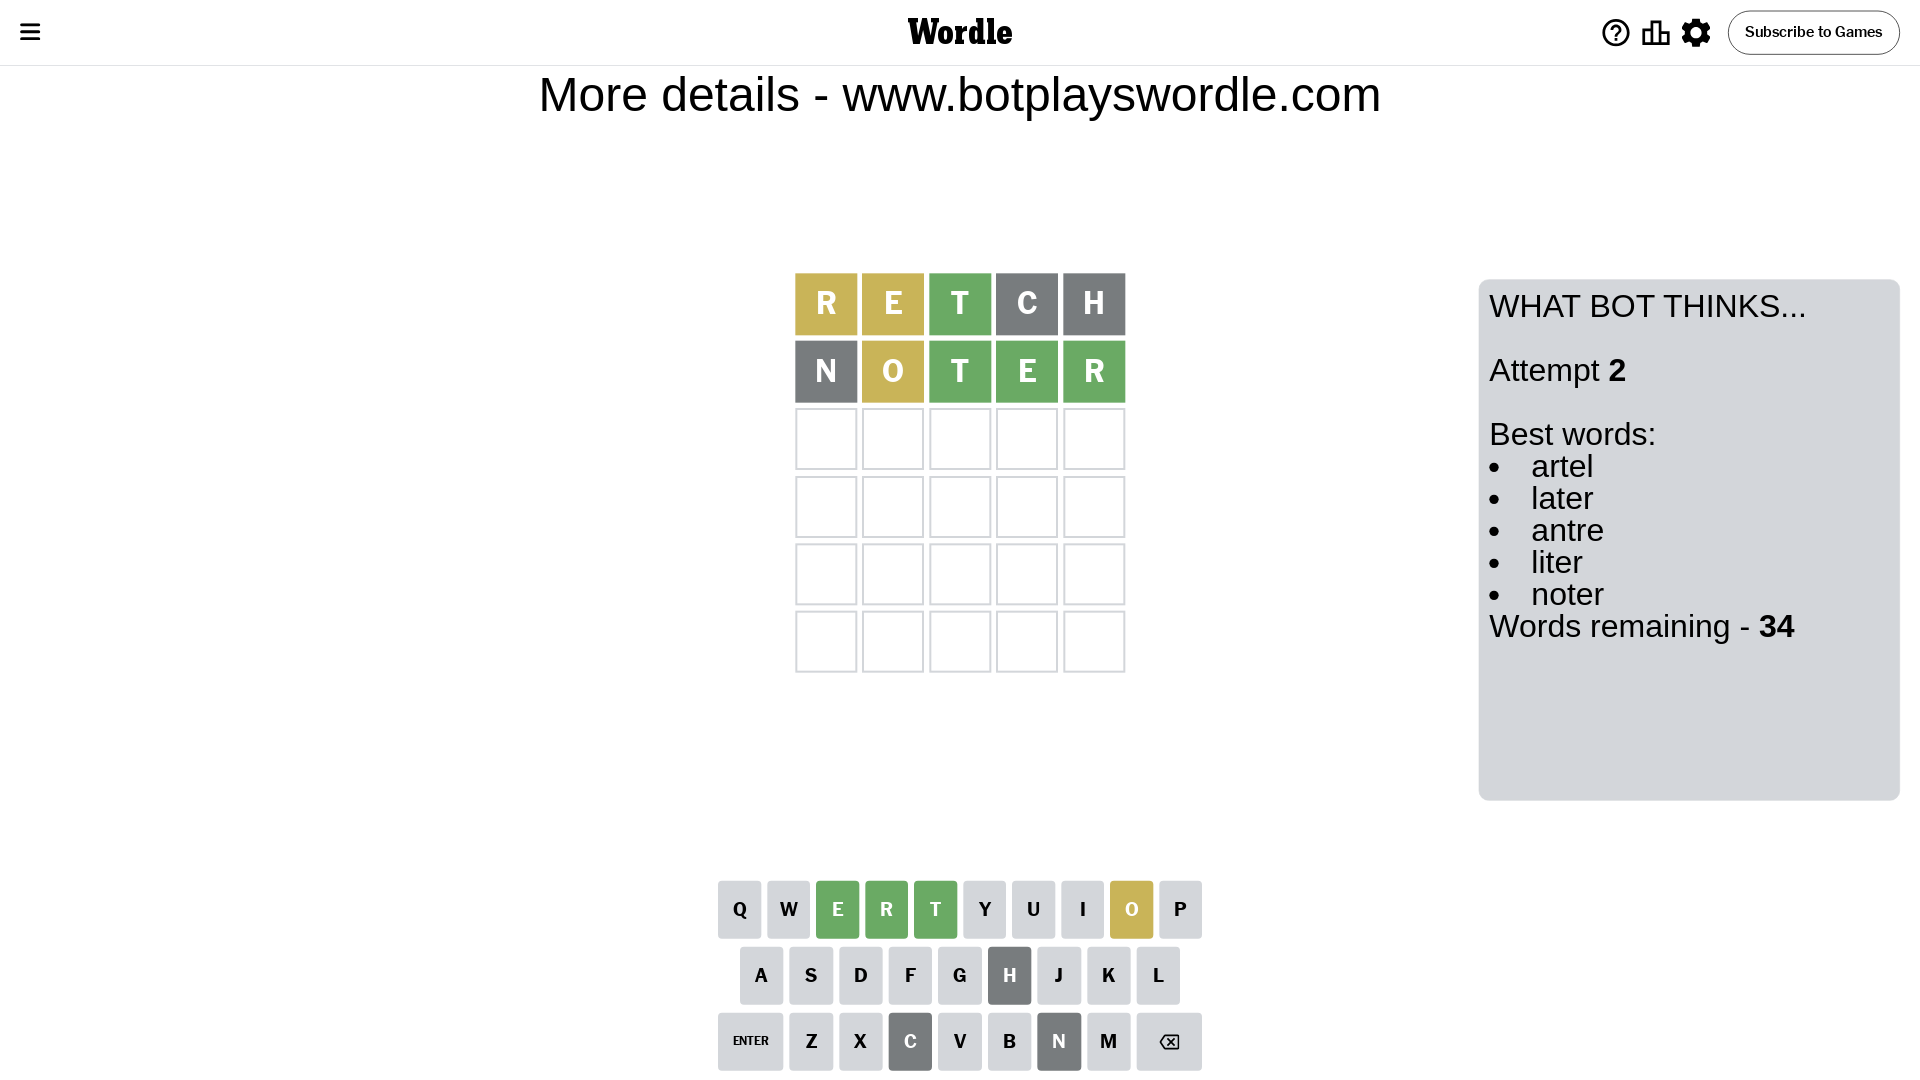 Wordle
Subscribe to Games
More details - www.botplayswordle.com
R E T C H
N O T E R
WHAT BOT THINKS...
Attempt 2
Best words:
• artel
• later
• antre
• liter
• noter
Words remaining - 34
Q W E R T Y U I O P
A S D F G H J K L
ENTER Z X C V B N M